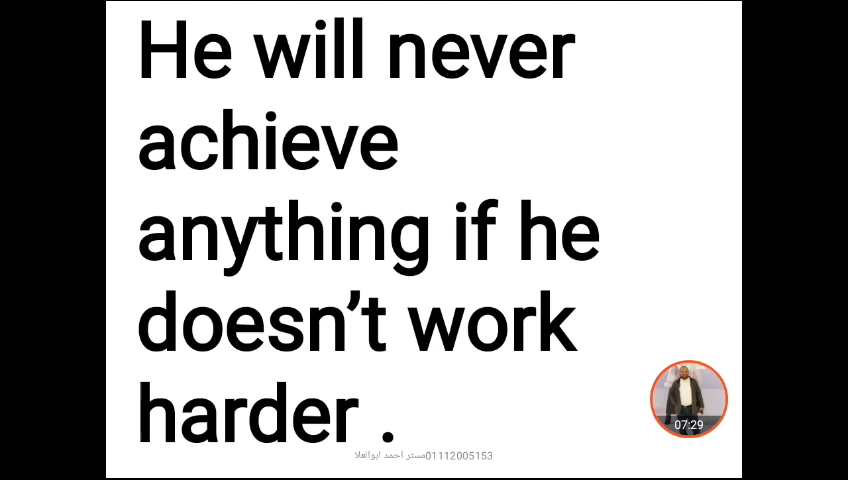 He will never
achieve
anything if he
doesn’t work
harder .
07:29
مستر احمد ابوالعلا01112005153